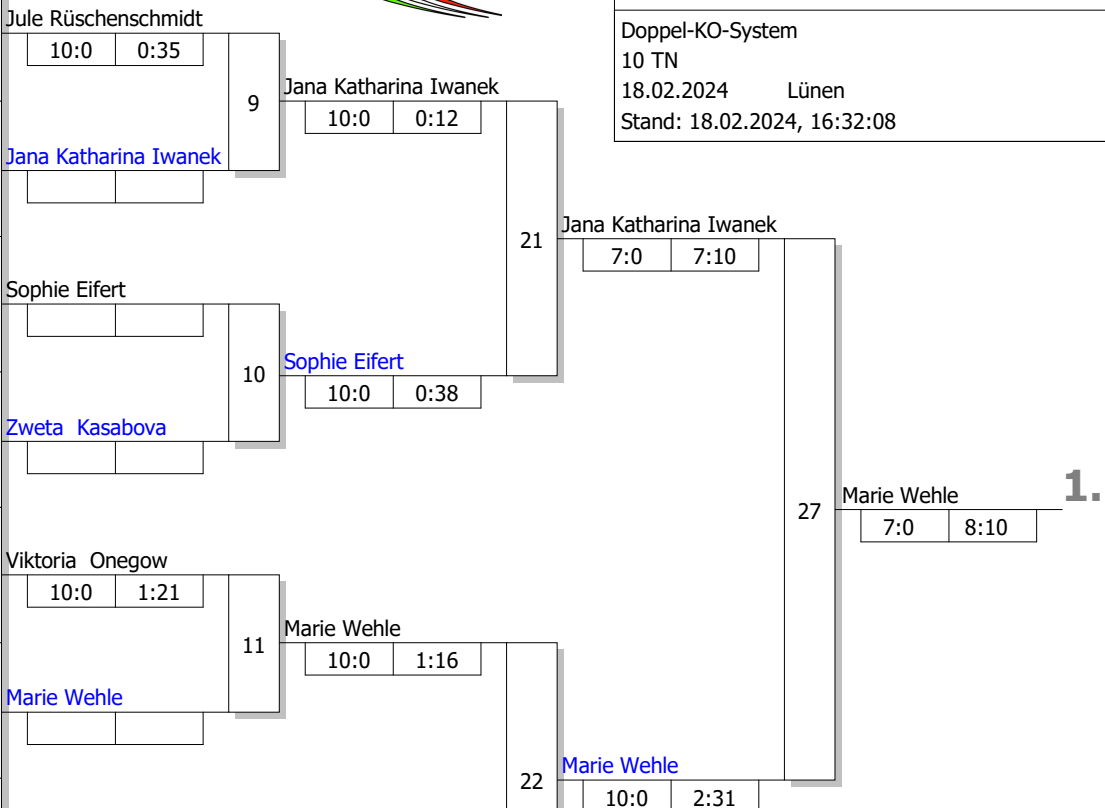 Jule Rüschenschmidt
10:0 0:35
9
Jana Katharina Iwanek
Jana Katharina Iwanek
10:0 0:12
21
Sophie Eifert
10
Zweta Kasabova
Sophie Eifert
10:0 0:38
Jana Katharina Iwanek
7:0 7:10
27
Viktoria Onegow
10:0 1:21
11
Marie Wehle
Marie Wehle
10:0 1:16
22
Marie Wehle
10:0 2:31
Marie Wehle
7:0 8:10
1.
Doppel-KO-System
10 TN
18.02.2024 Lünen
Stand: 18.02.2024, 16:32:08